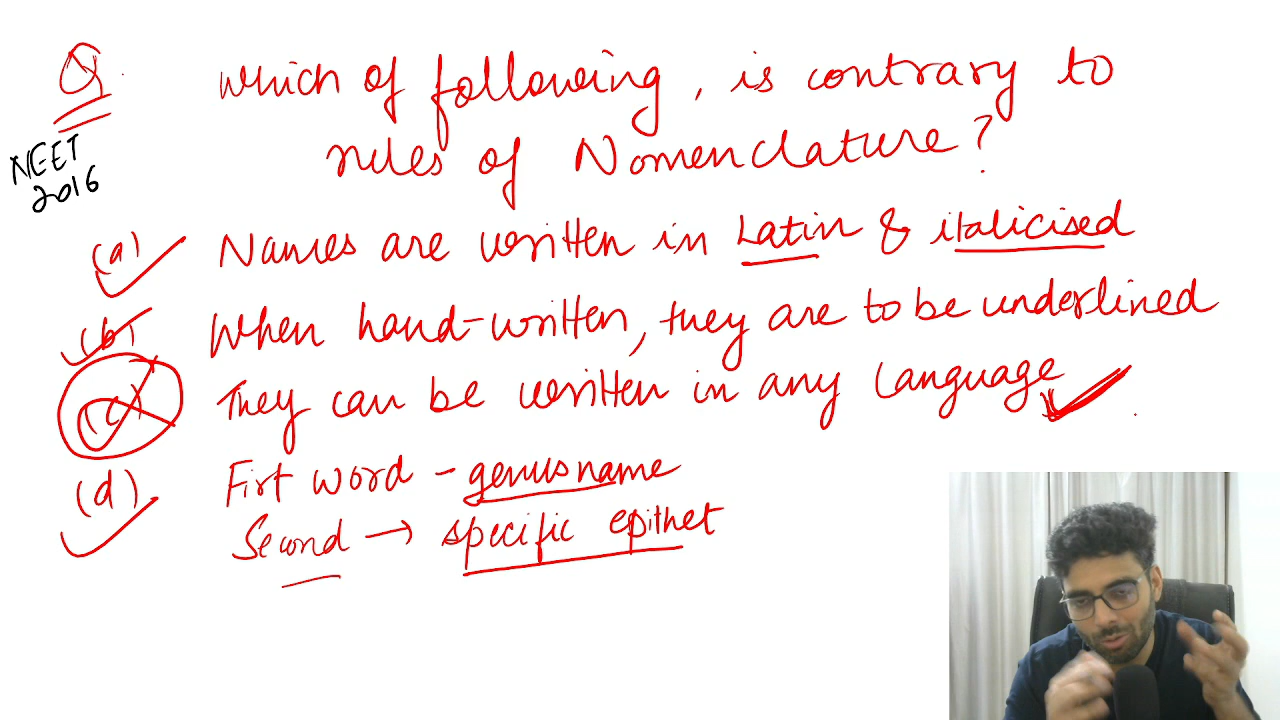 Q Which of following, is contrary to
NEET
2016
rules of Nomenclature?
(a) Names are written in Latin & italicised
(b) When hand-written, they are to be underlined
(c) They can be written in any language
(d) Firt word - genus name
Second → specific epithet